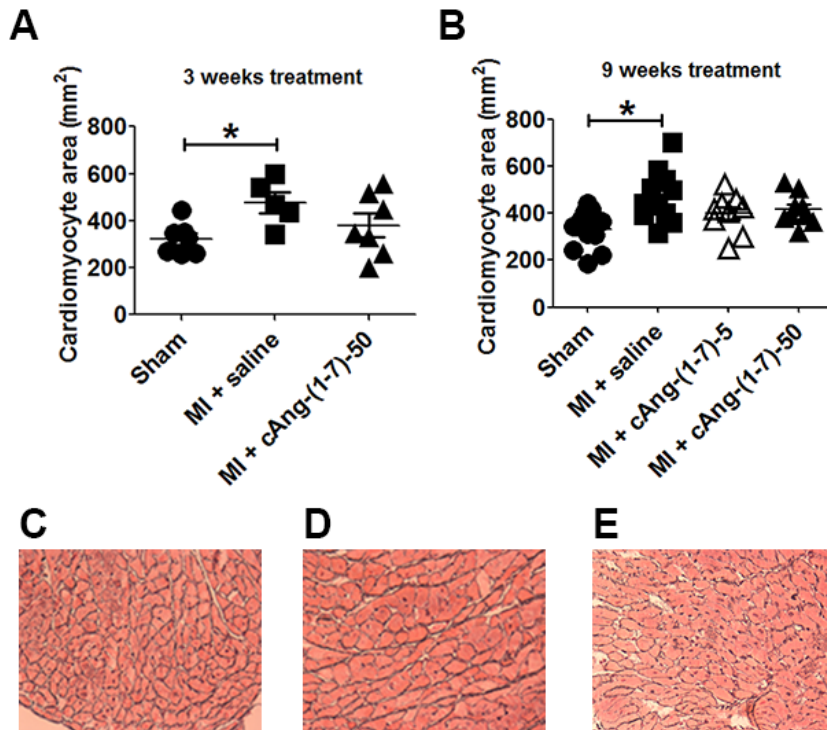 A
3 weeks treatment
Cardiomyocyte area (mm²)
800
600
400
200
0
*
Sham
MI + saline
MI + cAng-(1-7)-50
B
9 weeks treatment
Cardiomyocyte area (mm²)
800
600
400
200
0
*
Sham
MI + saline
MI + cAng-(1-7)-5
MI + cAng-(1-7)-50
C
D
E